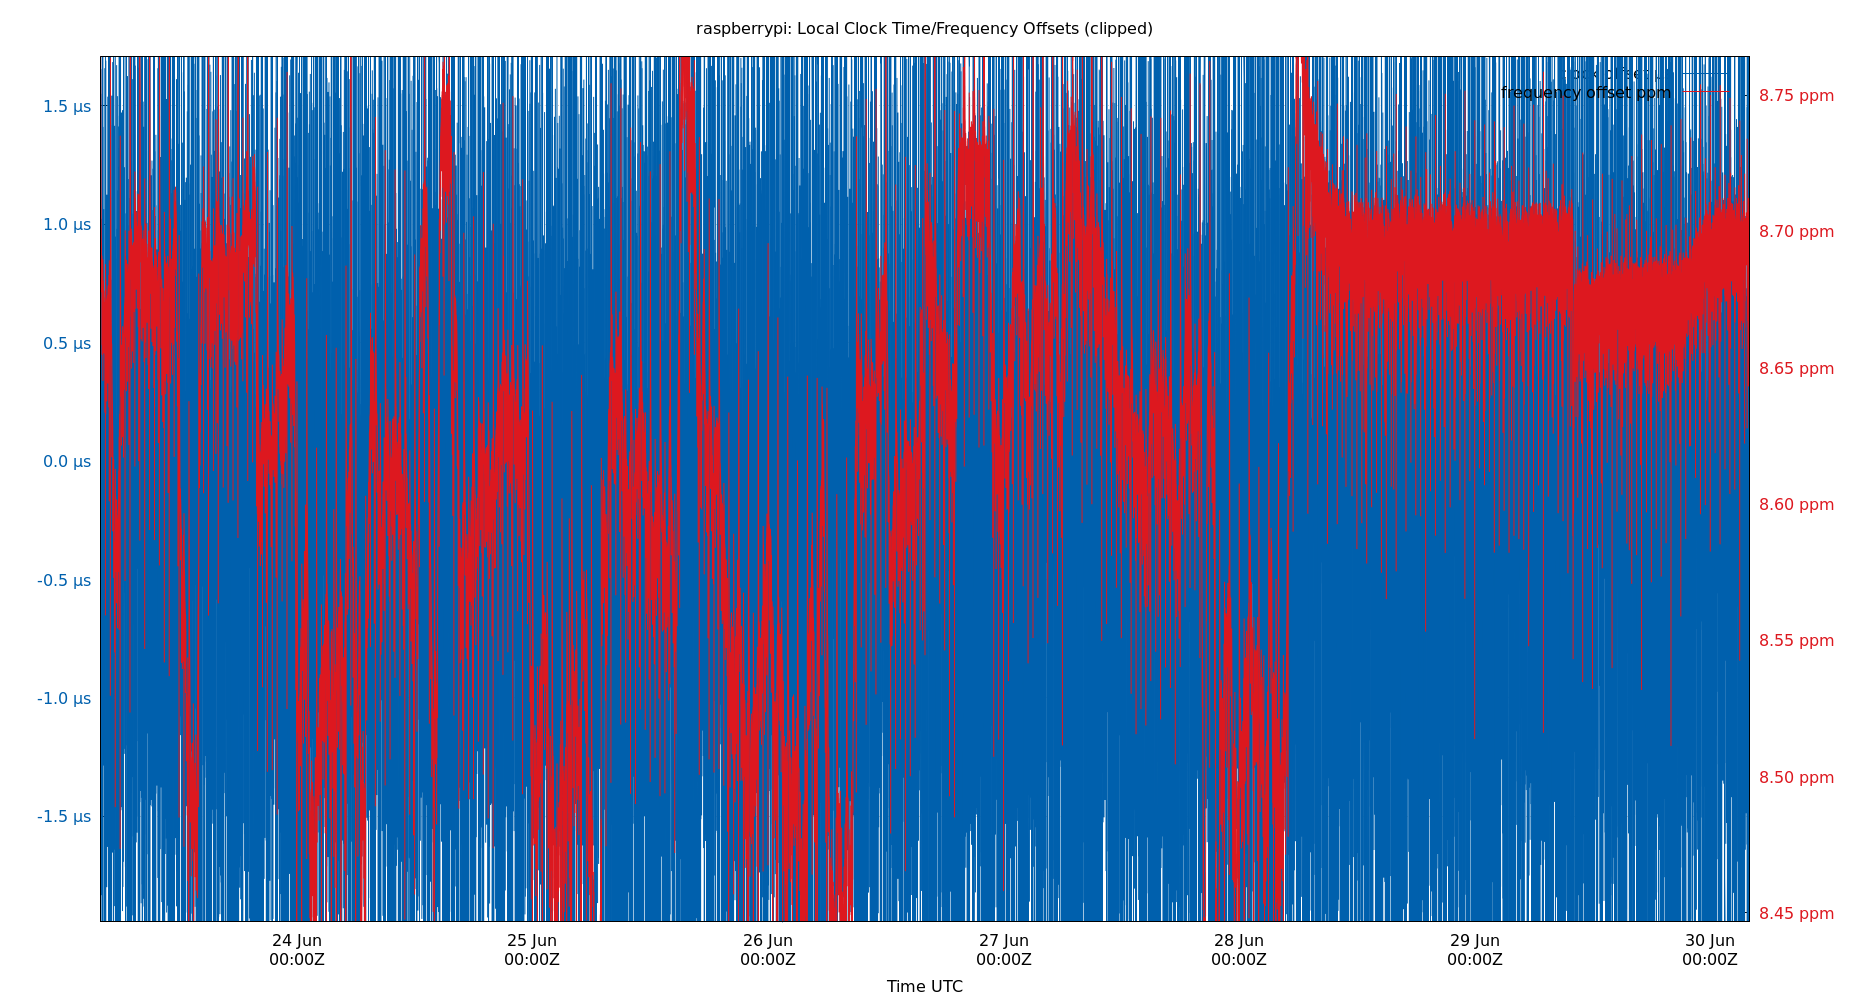 raspberrypi: Local Clock Time/Frequency Offsets (clipped)
frequency offset ppm
1.5 µs
1.0 µs
0.5 µs
0.0 µs
-0.5 µs
-1.0 µs
-1.5 µs
8.75 ppm
8.70 ppm
8.65 ppm
8.60 ppm
8.55 ppm
8.50 ppm
8.45 ppm
24 Jun 25 Jun 26 Jun 27 Jun 28 Jun 29 Jun 30 Jun
00:00Z 00:00Z 00:00Z 00:00Z 00:00Z 00:00Z 00:00Z
Time UTC